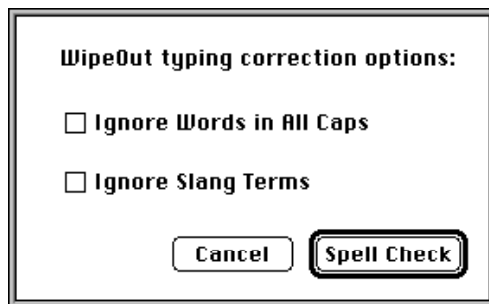 WipeOut typing correction options:
Ignore Words in All Caps
Ignore Slang Terms
Cancel Spell Check